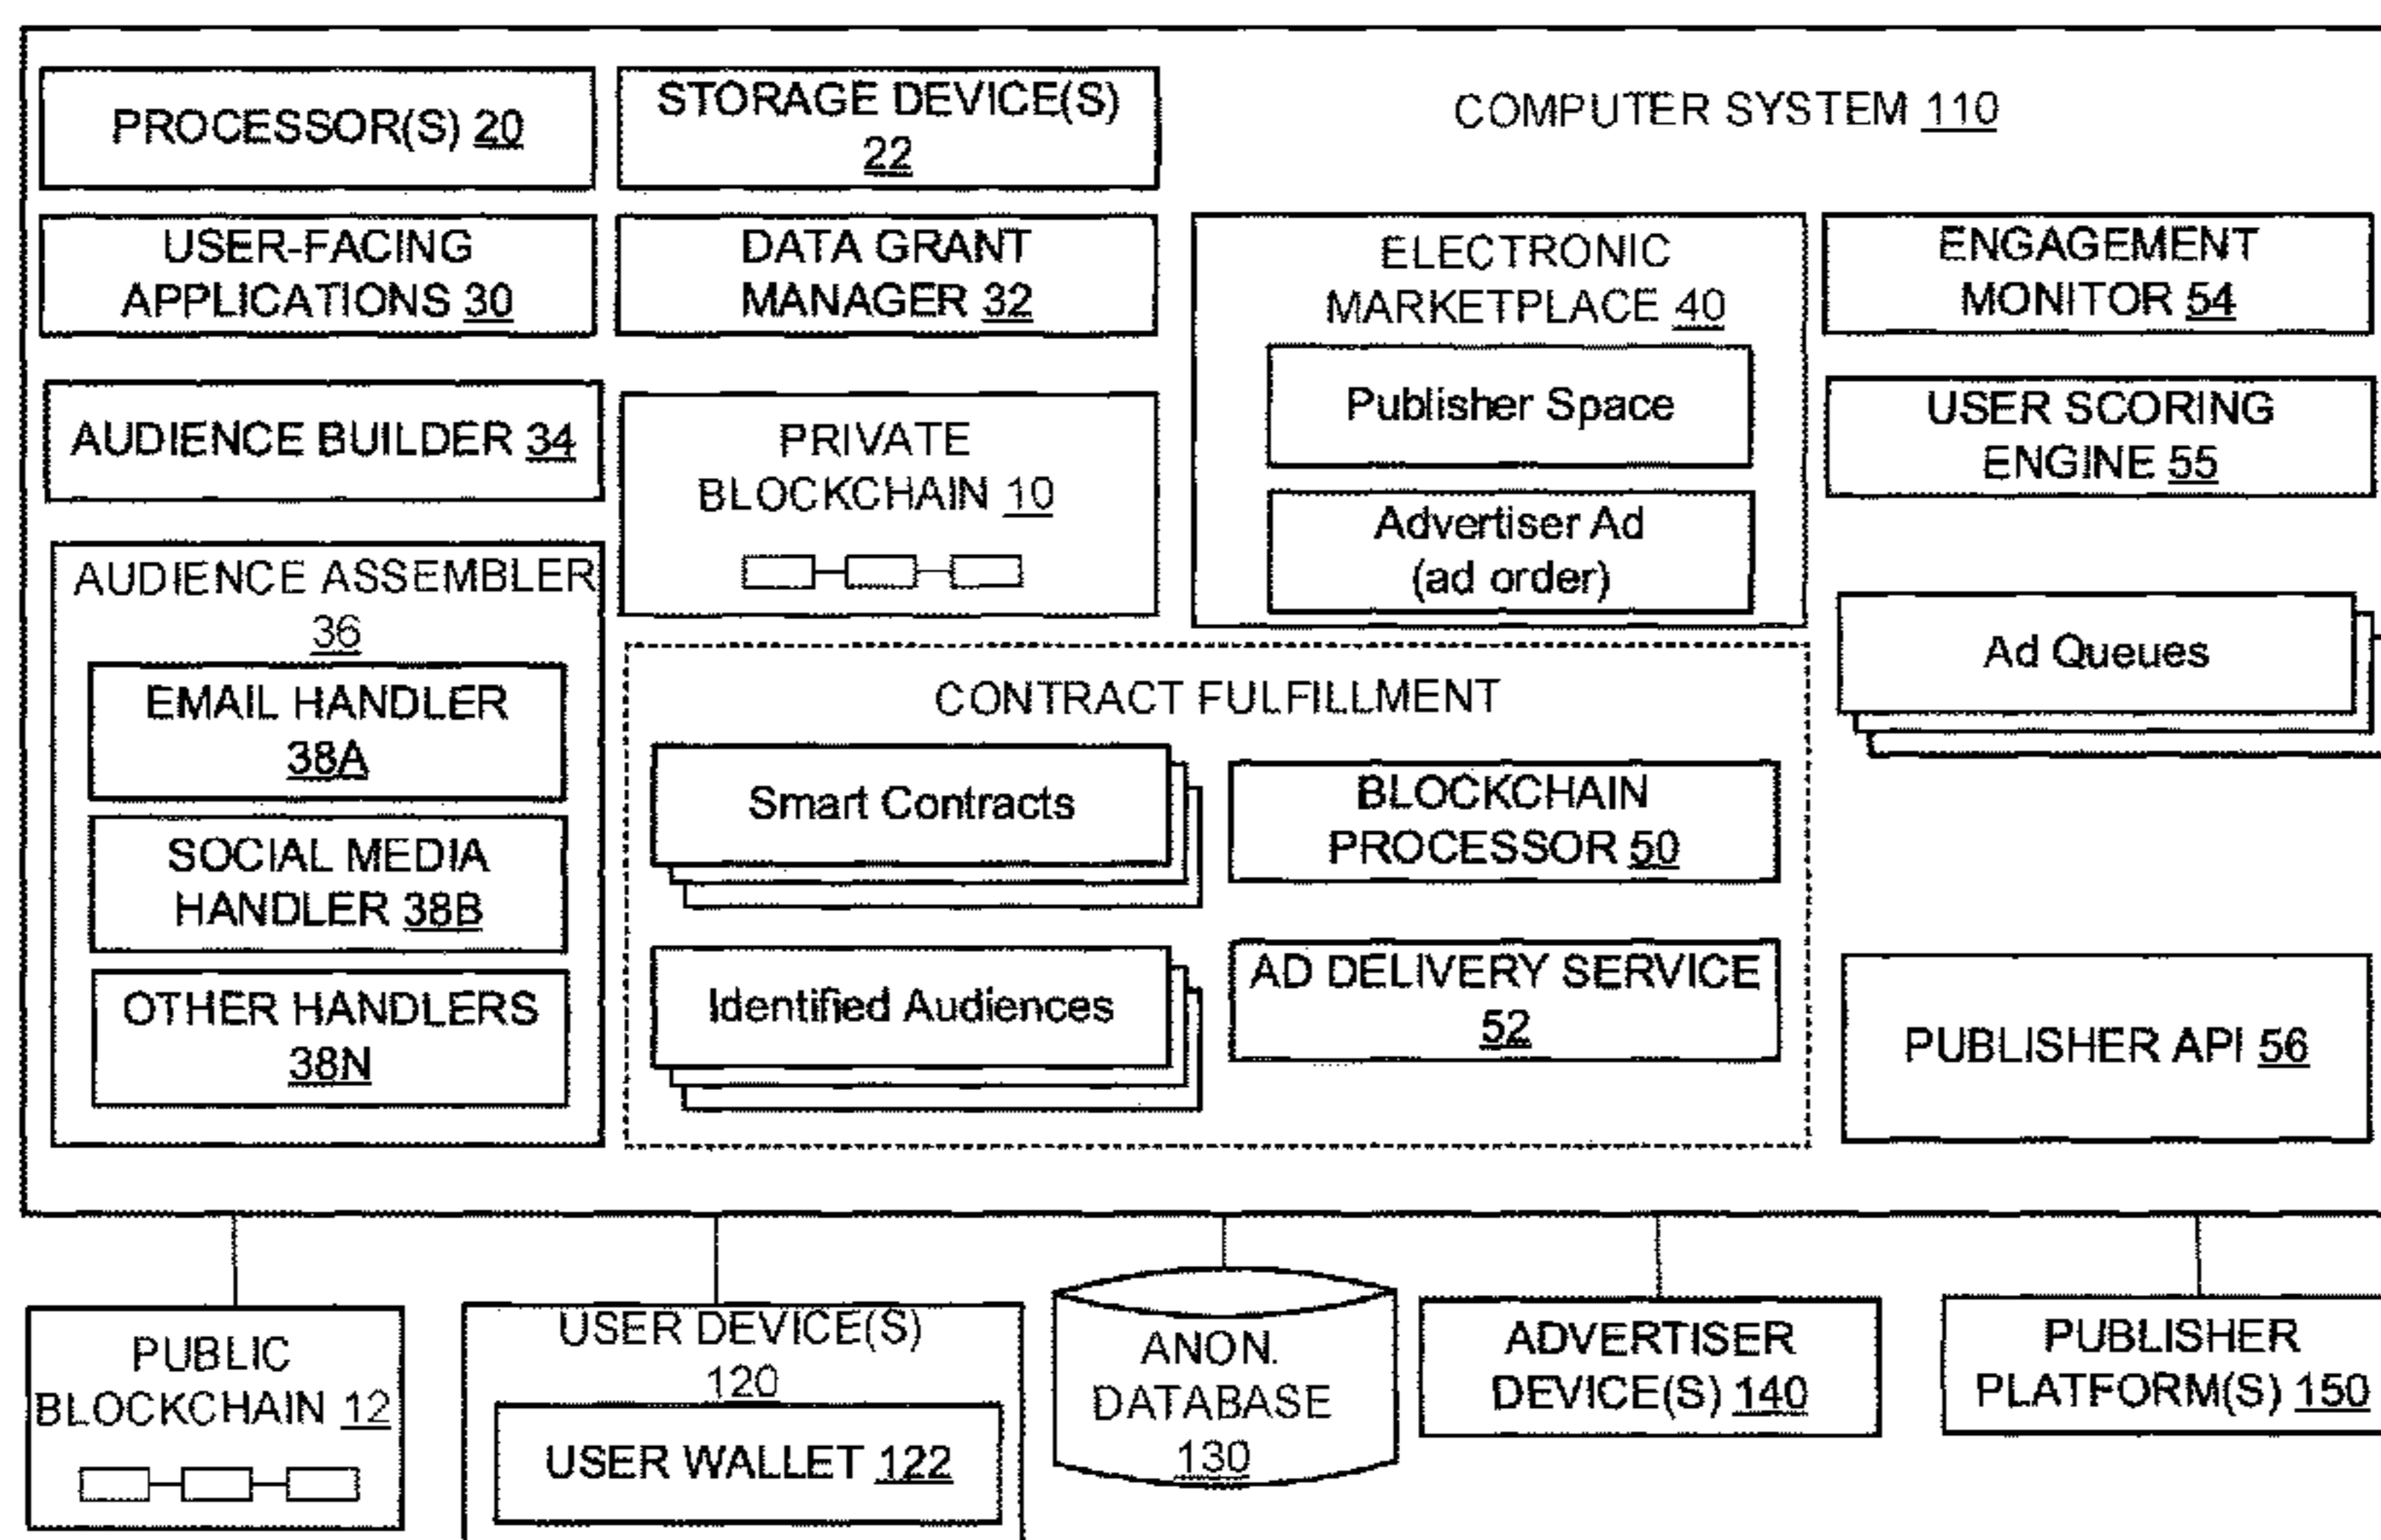 PROCESSOR(S) 20
STORAGE DEVICE(S)
22
COMPUTER SYSTEM 110
USER-FACING
APPLICATIONS 30
DATA GRANT
MANAGER 32
ELECTRONIC
MARKETPLACE 40
Publisher Space
Advertiser Ad
(ad order)
ENGAGEMENT
MONITOR 54
AUDIENCE BUILDER 34
PRIVATE
BLOCKCHAIN 10
USER SCORING
ENGINE 55
AUDIENCE ASSEMBLER
36
EMAIL HANDLER
38A
SOCIAL MEDIA
HANDLER 38B
OTHER HANDLERS
38N
CONTRACT FULFILLMENT
Smart Contracts
BLOCKCHAIN
PROCESSOR 50
Identified Audiences
AD DELIVERY SERVICE
52
Ad Queues
PUBLISHER API 56
PUBLIC
BLOCKCHAIN 12
USER DEVICE(S)
120
USER WALLET 122
ANON.
DATABASE
130
ADVERTISER
DEVICE(S) 140
PUBLISHER
PLATFORM(S) 150